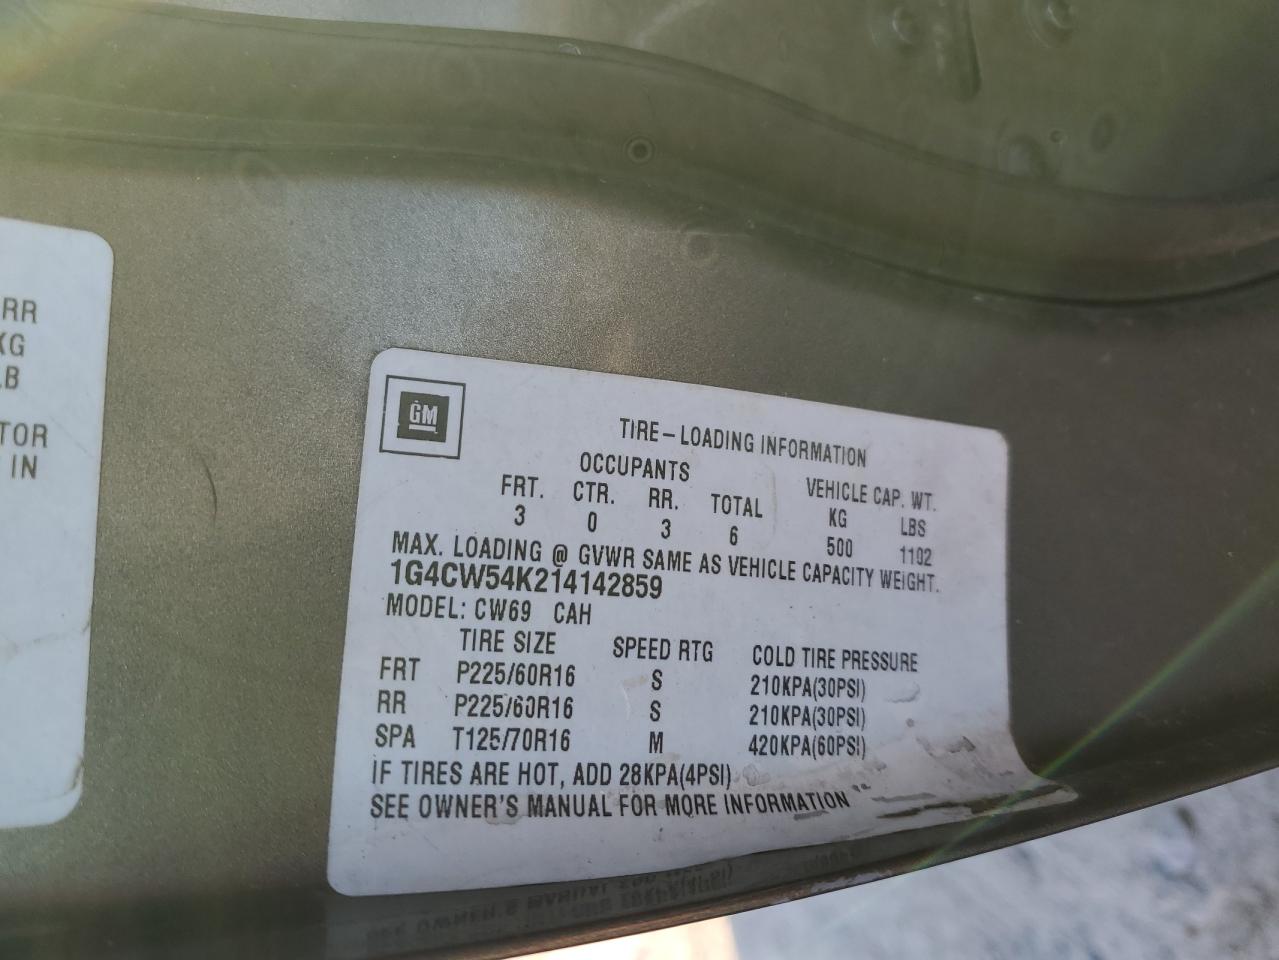 RR
KG
LB
TOR
IN
GM
TIRE-LOADING INFORMATION
OCCUPANTS VEHICLE CAP. WT.
FRT. CTR. RR. TOTAL KG LBS
3 0 3 6 500 1102
MAX. LOADING @ GVWR SAME AS VEHICLE CAPACITY WEIGHT.
1G4CW54K214142859
MODEL: CW69 CAH
TIRE SIZE SPEED RTG COLD TIRE PRESSURE
FRT P225/60R16 S 210KPA(30PSI)
RR P225/60R16 S 210KPA(30PSI)
SPA T125/70R16 M 420KPA(60PSI)
IF TIRES ARE HOT, ADD 28KPA(4PSI)
SEE OWNER'S MANUAL FOR MORE INFORMATION